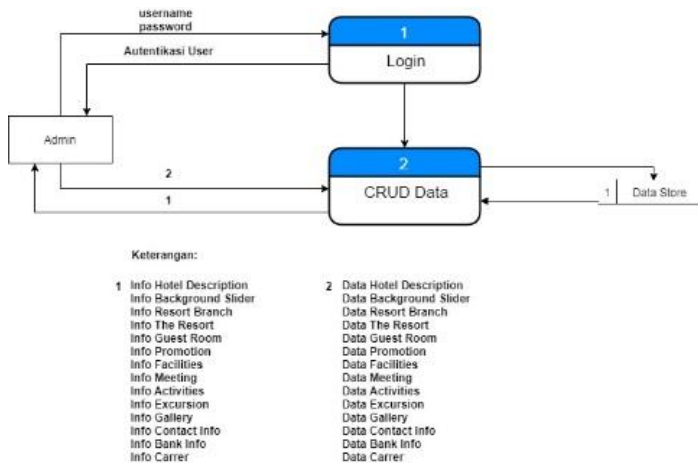 username
password
1
Autentikasi User
Login
Admin
2
2
CRUD Data
1
1 Data Store
Keterangan:
1 Info Hotel Description
Info Background Slider
Info Resort Branch
Info The Resort
Info Guest Room
Info Promotion
Info Facilities
Info Meeting
Info Activities
Info Excursion
Info Gallery
Info Contact Info
Info Bank Info
Info Carrer
2 Data Hotel Description
Data Background Slider
Data Resort Branch
Data The Resort
Data Guest Room
Data Promotion
Data Facilities
Data Meeting
Data Activities
Data Excursion
Data Gallery
Data Contact Info
Data Bank Info
Data Carrer